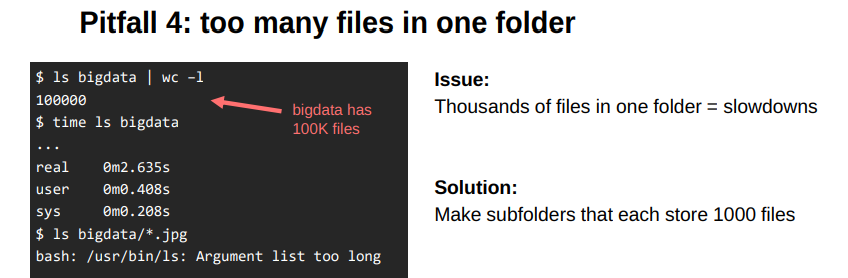 Pitfall 4: too many files in one folder
$ ls bigdata | wc –l
100000
$ time ls bigdata
...
real 0m2.635s
user 0m0.408s
sys 0m0.208s
$ ls bigdata/*.jpg
bash: /usr/bin/ls: Argument list too long
bigdata has
100K files
Issue:
Thousands of files in one folder = slowdowns
Solution:
Make subfolders that each store 1000 files